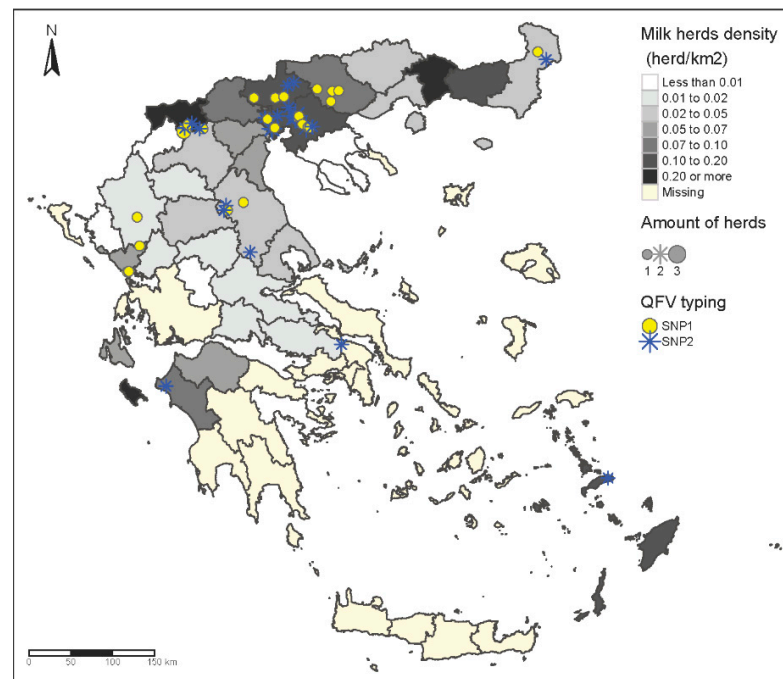 N
Milk herds density
(herd/km2)
Less than 0.01
0.01 to 0.02
0.02 to 0.05
0.05 to 0.07
0.07 to 0.10
0.10 to 0.20
0.20 or more
Missing
Amount of herds
1 2 3
QFV typing
SNP1
SNP2
0 50 100 150 km